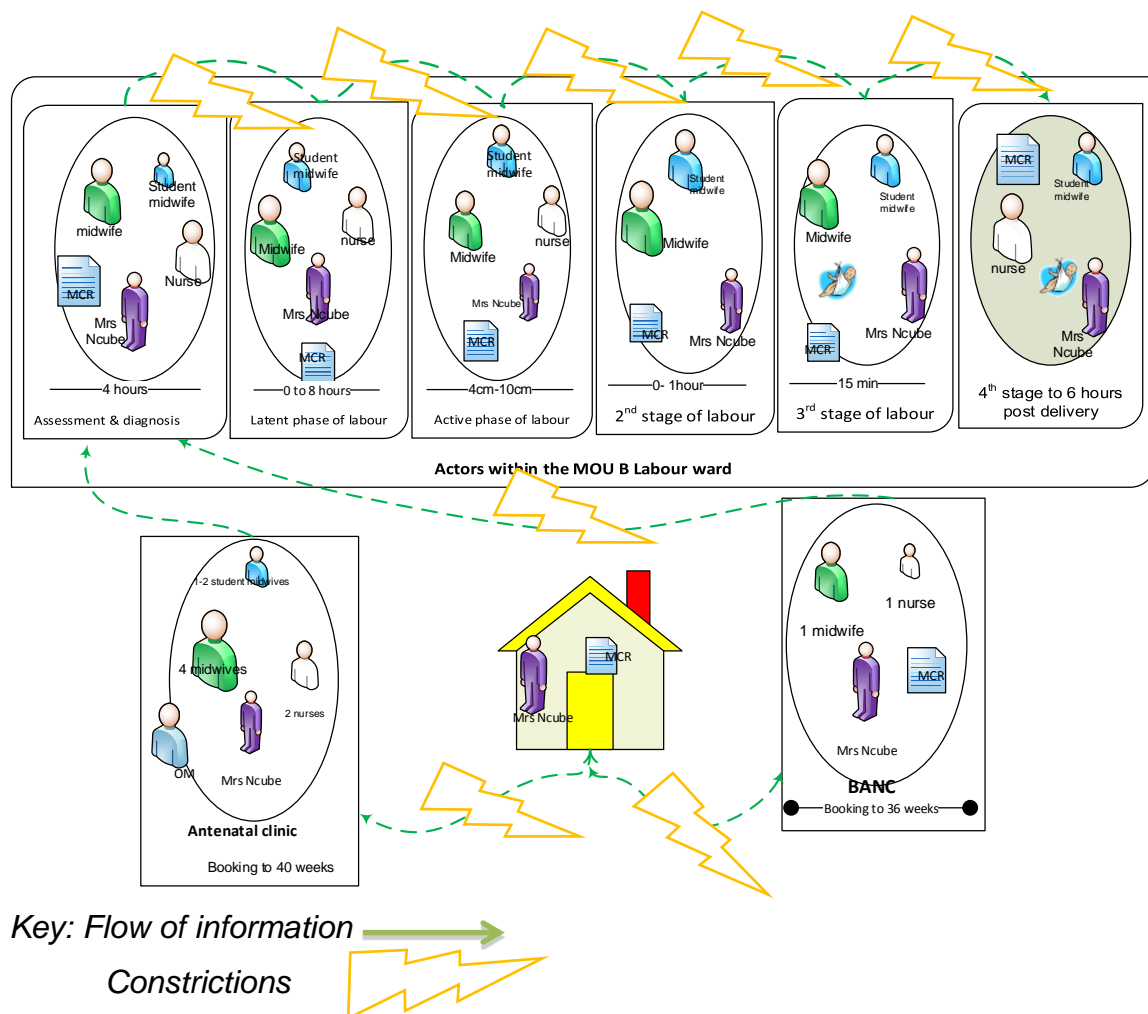 Student
midwife
midwife
Nurse
MCR
Mrs
Ncube
4 hours
Assessment & diagnosis
Student
midwife
nurse
Midwife
Mrs Ncube
MCR
0 to 8 hours
Latent phase of labour
Student
midwife
nurse
Midwife
Mrs Ncube
MCR
4cm-10cm
Active phase of labour
Student
midwife
Midwife
MCR
Mrs Ncube
0- 1hour
2nd stage of labour
Student
midwife
Midwife
Mrs Ncube
MCR
15 min
3rd stage of labour
MCR
Student
midwife
nurse
Mrs
Ncube
4th stage to 6 hours
post delivery
Actors within the MOU B Labour ward
1-2 student midwives
4 midwives
2 nurses
OM
Mrs Ncube
Antenatal clinic
Booking to 40 weeks
MCR
Mrs Ncube
1 nurse
1 midwife
MCR
Mrs Ncube
BANC
Booking to 36 weeks
Key: Flow of information
Constrictions